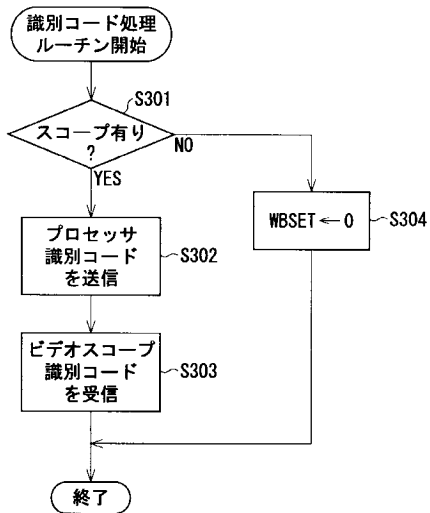 識別コード処理
ルーチン開始
S301
スコープ有り
?
NO
YES
プロセッサ
識別コード
を送信
S302
WBSET←0
S304
ビデオスコープ
識別コード
を受信
S303
終了